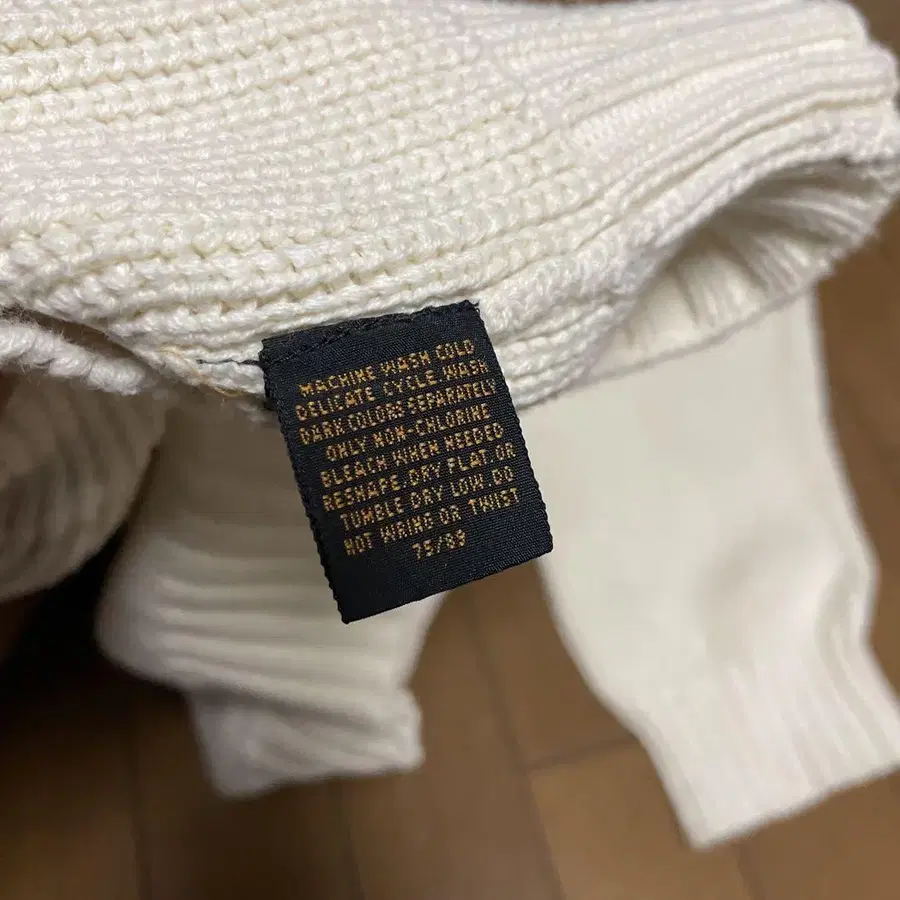 MACHINE WASH COLD
DELICATE CYCLE WASH
DARK COLORS SEPARATELY
ONLY NON-CHLORINE
BLEACH WHEN NEEDED
RESHAPE, DRY FLAT OR
TUMBLE DRY LOW. DO
NOT WRING OR TWIST
75/89